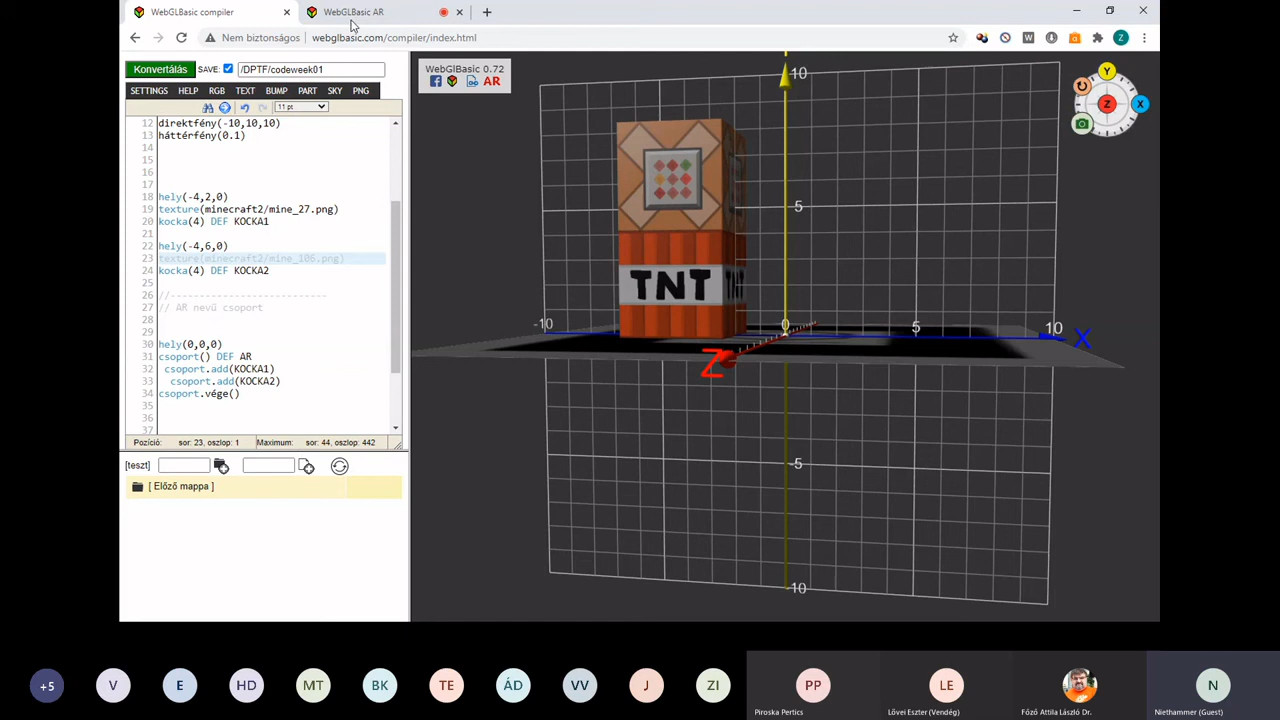 WebGLBasic compiler
WebGLBasic AR
Nem biztonságos
webglbasic.com/compiler/index.html
Z
Konvertálás SAVE: /DPTF/codeweek01
SETTINGS HELP RGB TEXT BUMP PART SKY PNG
11 pt
12 direktfény(-10,10,10)
13 háttérfény(0.1)
14
15
16
17
18 hely(-4,2,0)
19 texture(minecraft2/mine_27.png)
20 kocka(4) DEF KOCKA1
21
22 hely(-4,6,0)
23 texture(minecraft2/mine_106.png)
24 kocka(4) DEF KOCKA2
25
26 //---------------------------
27 // AR nevű csoport
28
29
30 hely(0,0,0)
31 csoport() DEF AR
32 csoport.add(KOCKA1)
33 csoport.add(KOCKA2)
34 csoport.vége()
35
36
37
Pozíció: sor: 23, oszlop: 1 Maximum: sor: 44, oszlop: 442
[teszt]
[ Előző mappa ]
WebGlBasic 0.72
AR
10
5
-10
0
5
10
X
Z
-5
-10
TNT
TNT
Y
X
Z
+5
V
E
HD
MT
BK
TE
ÁD
VV
J
ZI
PP
Piroska Pertics
LE
Lővei Eszter (Vendég)
Főző Attila László Dr.
N
Niethammer (Guest)